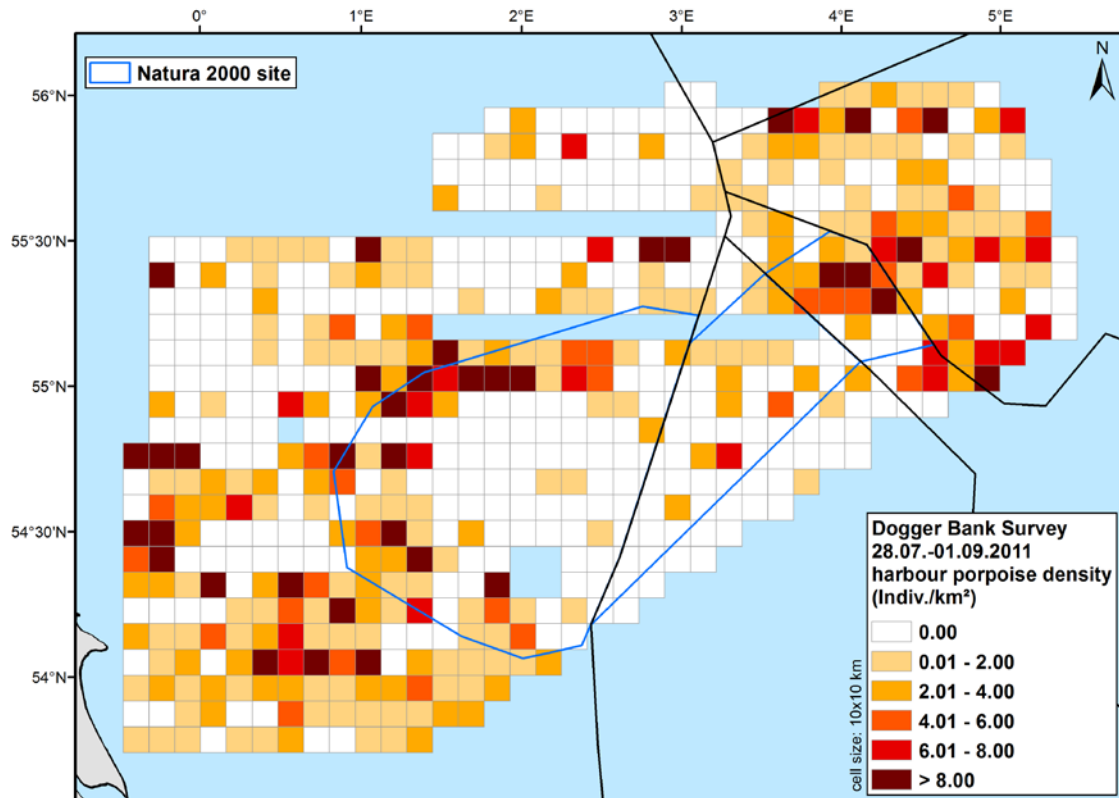 0° 1°E 2°E 3°E 4°E 5°E
Natura 2000 site
N
56°N
55°30'N
55°N
54°30'N
54°N
Dogger Bank Survey
28.07.-01.09.2011
harbour porpoise density
(Indiv./km²)
0.00
0.01 - 2.00
2.01 - 4.00
4.01 - 6.00
6.01 - 8.00
> 8.00
cell size: 10x10 km